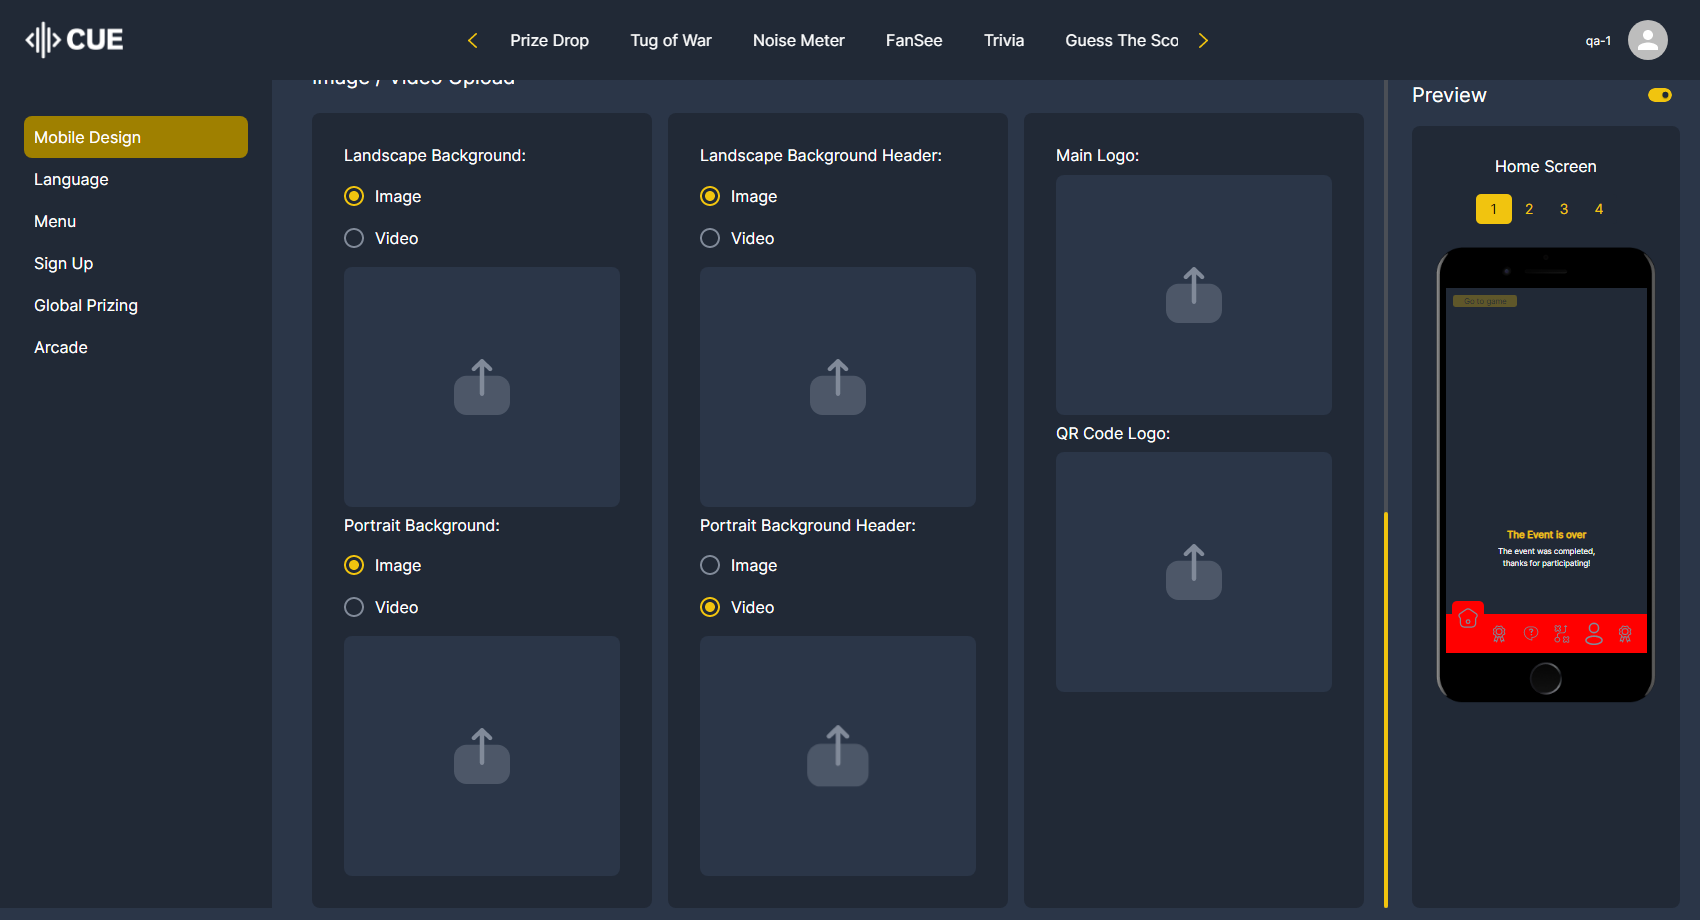 CUE
Prize Drop
Tug of War
Noise Meter
FanSee
Trivia
Guess The Sco
qa-1
Mobile Design
Language
Menu
Sign Up
Global Prizing
Arcade
Image / Video Upload
Landscape Background:
Image
Video
Portrait Background:
Image
Video
Landscape Background Header:
Image
Video
Portrait Background Header:
Image
Video
Main Logo:
QR Code Logo:
Preview
Home Screen
1 2 3 4
Go to game
The Event is over
The event was completed,
thanks for participating!